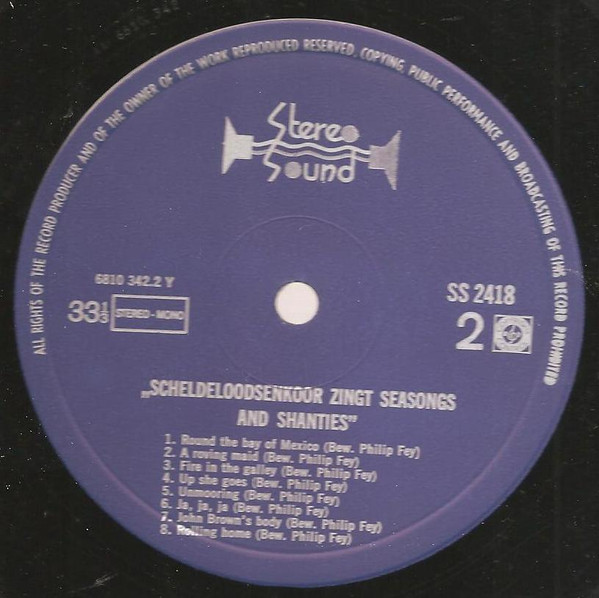 ALL RIGHTS OF THE RECORD PRODUCER AND OF THE OWNER OF THE WORK REPRODUCED RESERVED. COPYING, PUBLIC PERFORMANCE AND BROADCASTING OF THIS RECORD PROHIBITED
Stereo
Sound
6810 342.2 Y
SS 2418
33⅓ STEREO - MONO
2
„SCHELDELOODSENKOOR ZINGT SEASONGS
AND SHANTIES”
1. Round the bay of Mexico (Bew. Philip Fey)
2. A roving maid (Bew. Philip Fey)
3. Fire in the galley (Bew. Philip Fey)
4. Up she goes (Bew. Philip Fey)
5. Unmooring (Bew. Philip Fey)
6. Ja, ja, ja (Bew. Philip Fey)
7. John Brown's body (Bew. Philip Fey)
8. Rolling home (Bew. Philip Fey)